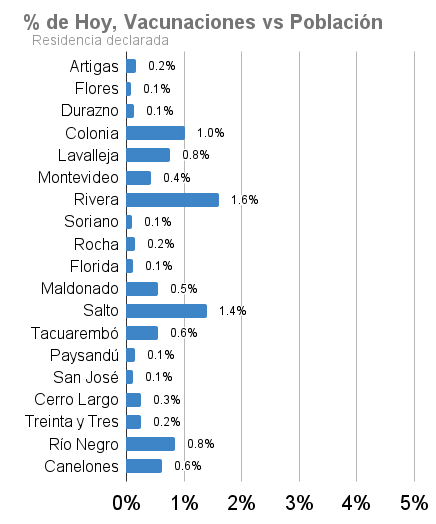 % de Hoy, Vacunaciones vs Población
Residencia declarada
Artigas 0.2%
Flores 0.1%
Durazno 0.1%
Colonia 1.0%
Lavalleja 0.8%
Montevideo 0.4%
Rivera 1.6%
Soriano 0.1%
Rocha 0.2%
Florida 0.1%
Maldonado 0.5%
Salto 1.4%
Tacuarembó 0.6%
Paysandú 0.1%
San José 0.1%
Cerro Largo 0.3%
Treinta y Tres 0.2%
Río Negro 0.8%
Canelones 0.6%
0% 1% 2% 3% 4% 5%